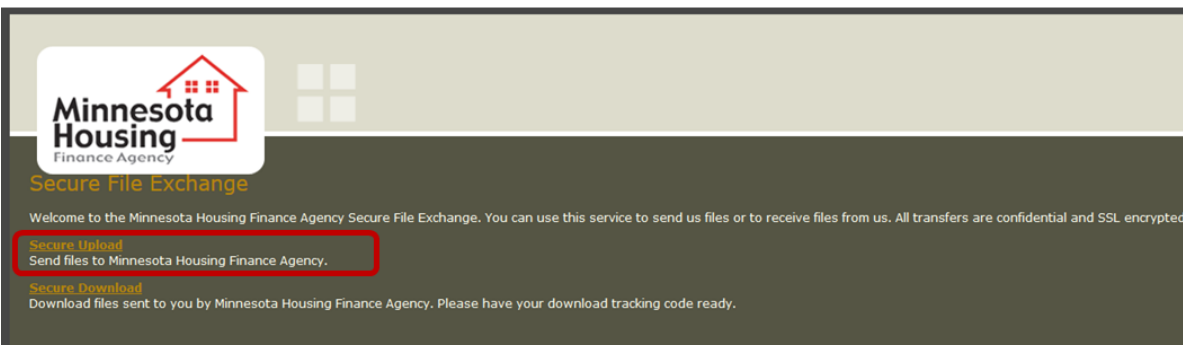 Minnesota
Housing
Finance Agency
Secure File Exchange
Welcome to the Minnesota Housing Finance Agency Secure File Exchange. You can use this service to send us files or to receive files from us. All transfers are confidential and SSL encrypted
Secure Upload
Send files to Minnesota Housing Finance Agency.
Secure Download
Download files sent to you by Minnesota Housing Finance Agency. Please have your download tracking code ready.